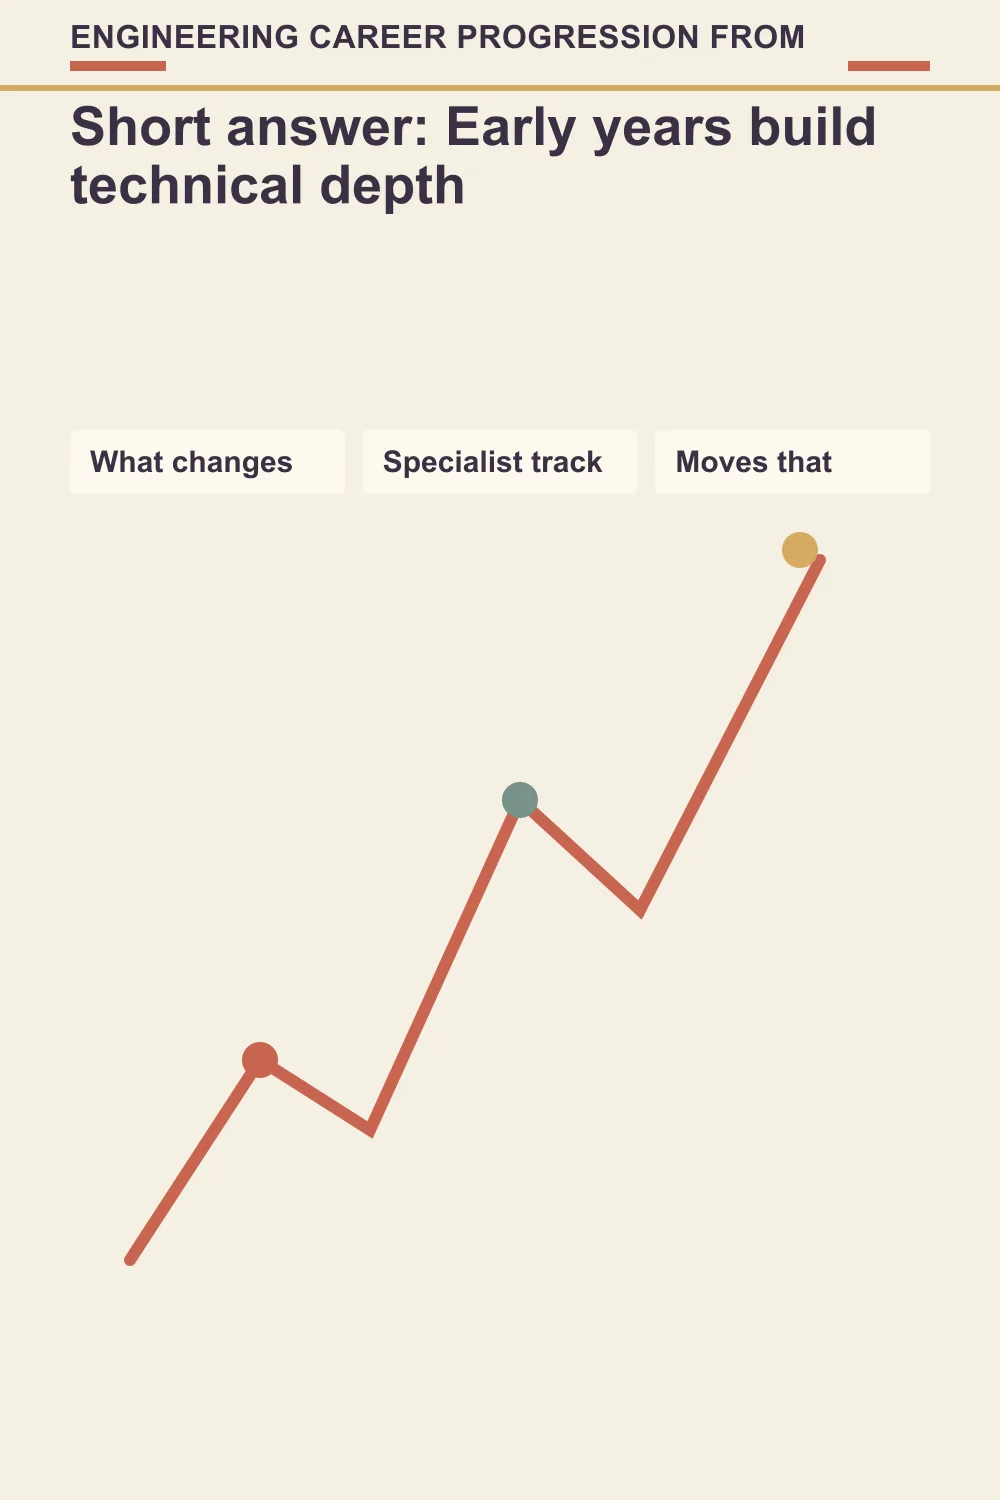 ENGINEERING CAREER PROGRESSION FROM
Short answer: Early years build
technical depth
What changes
Specialist track
Moves that